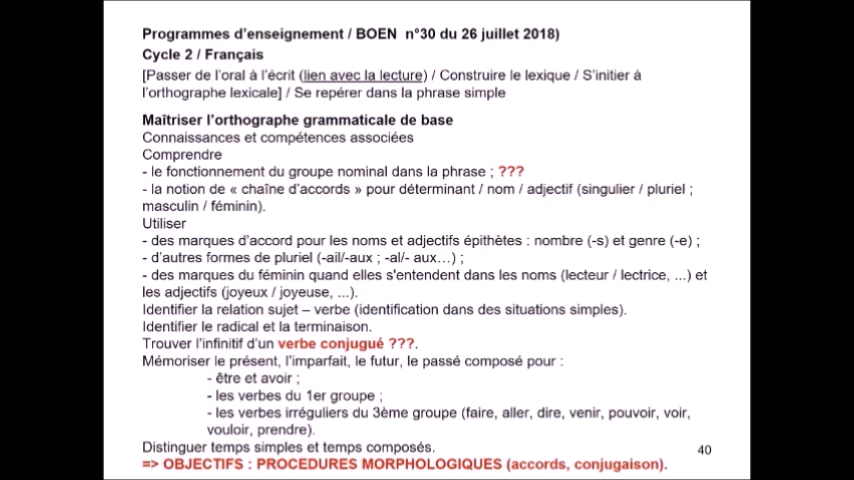 Programmes d'enseignement / BOEN n°30 du 26 juillet 2018)
Cycle 2 / Français
[Passer de l'oral à l'écrit (lien avec la lecture) / Construire le lexique / S'initier à
l'orthographe lexicale] / Se repérer dans la phrase simple
Maîtriser l'orthographe grammaticale de base
Connaissances et compétences associées
Comprendre
- le fonctionnement du groupe nominal dans la phrase ; ???
- la notion de « chaîne d'accords » pour déterminant / nom / adjectif (singulier / pluriel ;
masculin / féminin).
Utiliser
- des marques d'accord pour les noms et adjectifs épithètes : nombre (-s) et genre (-e) ;
- d'autres formes de pluriel (-ail/-aux ; -al/- aux…) ;
- des marques du féminin quand elles s'entendent dans les noms (lecteur / lectrice, ...) et
les adjectifs (joyeux / joyeuse, ...).
Identifier la relation sujet – verbe (identification dans des situations simples).
Identifier le radical et la terminaison.
Trouver l'infinitif d'un verbe conjugué ???.
Mémoriser le présent, l'imparfait, le futur, le passé composé pour :
- être et avoir ;
- les verbes du 1er groupe ;
- les verbes irréguliers du 3ème groupe (faire, aller, dire, venir, pouvoir, voir,
vouloir, prendre).
Distinguer temps simples et temps composés.
40
=> OBJECTIFS : PROCEDURES MORPHOLOGIQUES (accords, conjugaison).